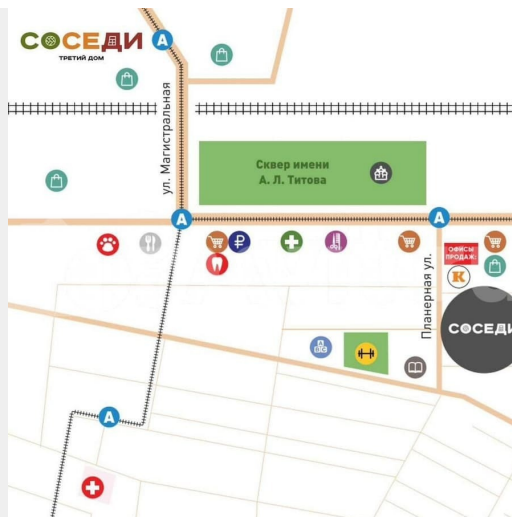 СОСЕДИ
ТРЕТИЙ ДОМ
А
ул. Магистральная
Сквер имени
А. Л. Титова
А
А
₽
Планерная ул.
ОФИСЫ
ПРОДАЖ:
К
СОСЕДИ
А